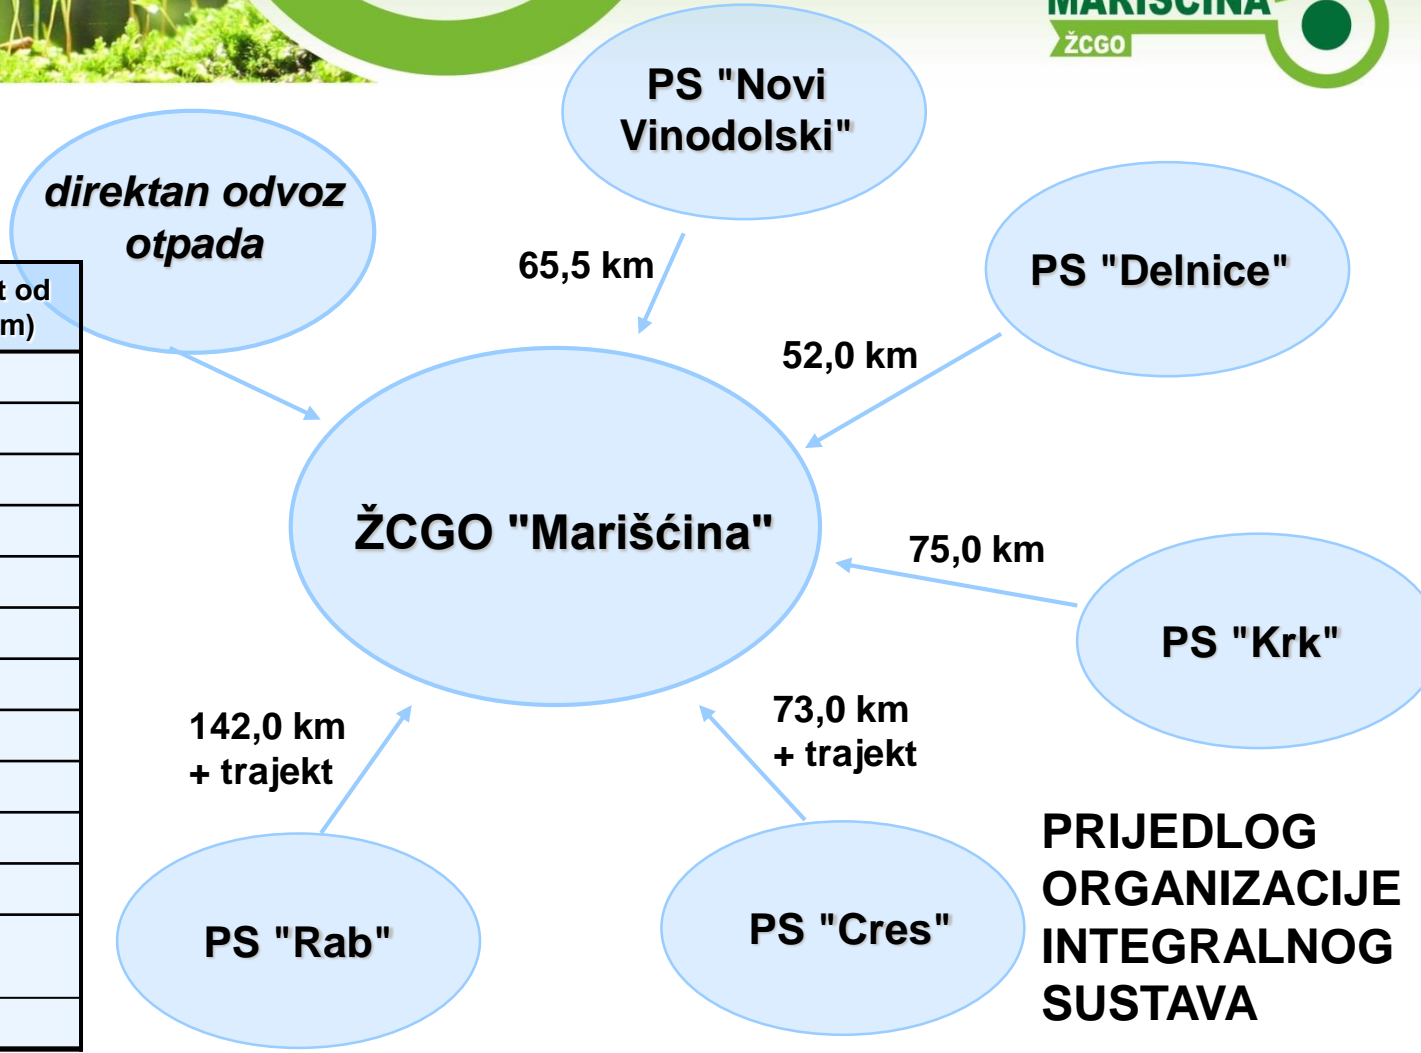 MARIŠĆINA
ŽCGO
PS "Novi
Vinodolski"
direktan odvoz
otpada
65,5 km
PS "Delnice"
od
52,0 km
ŽCGO "Marišćina"
75,0 km
PS "Krk"
142,0 km
+ trajekt
73,0 km
+ trajekt
PS "Rab"
PS "Cres"
PRIJEDLOG
ORGANIZACIJE
INTEGRALNOG
SUSTAVA